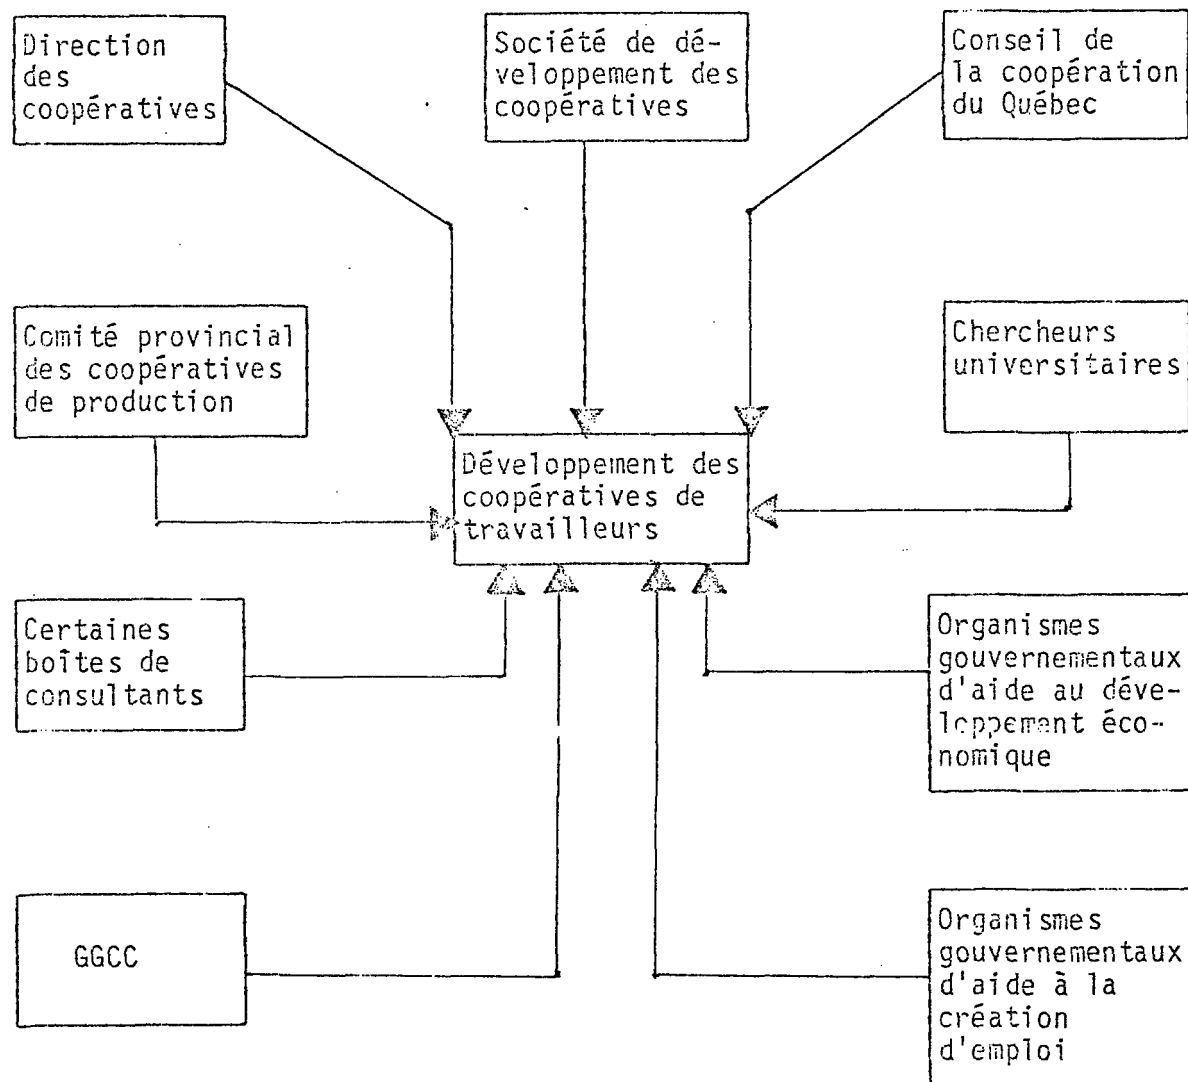 Direction
des
coopératives
Société de dé-
veloppement des
coopératives
Conseil de
la coopération
du Québec
Comité provincial
des coopératives
de production
Chercheurs
universitaires
Développement des
coopératives de
travailleurs
Certaines
boîtes de
consultants
Organismes
gouvernementaux
d'aide au déve-
loppement éco-
nomique
GGCC
Organismes
gouvernementaux
d'aide à la
création
d'emploi